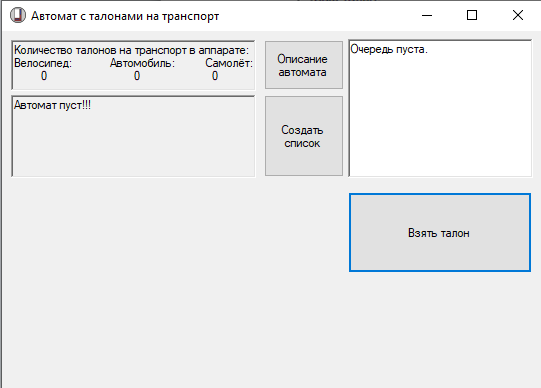 Автомат с талонами на транспорт
Количество талонов на транспорт в аппарате:
Велосипед: Автомобиль: Самолёт:
0 0 0
Автомат пуст!!!
Описание
автомата
Создать
список
Очередь пуста.
Взять талон